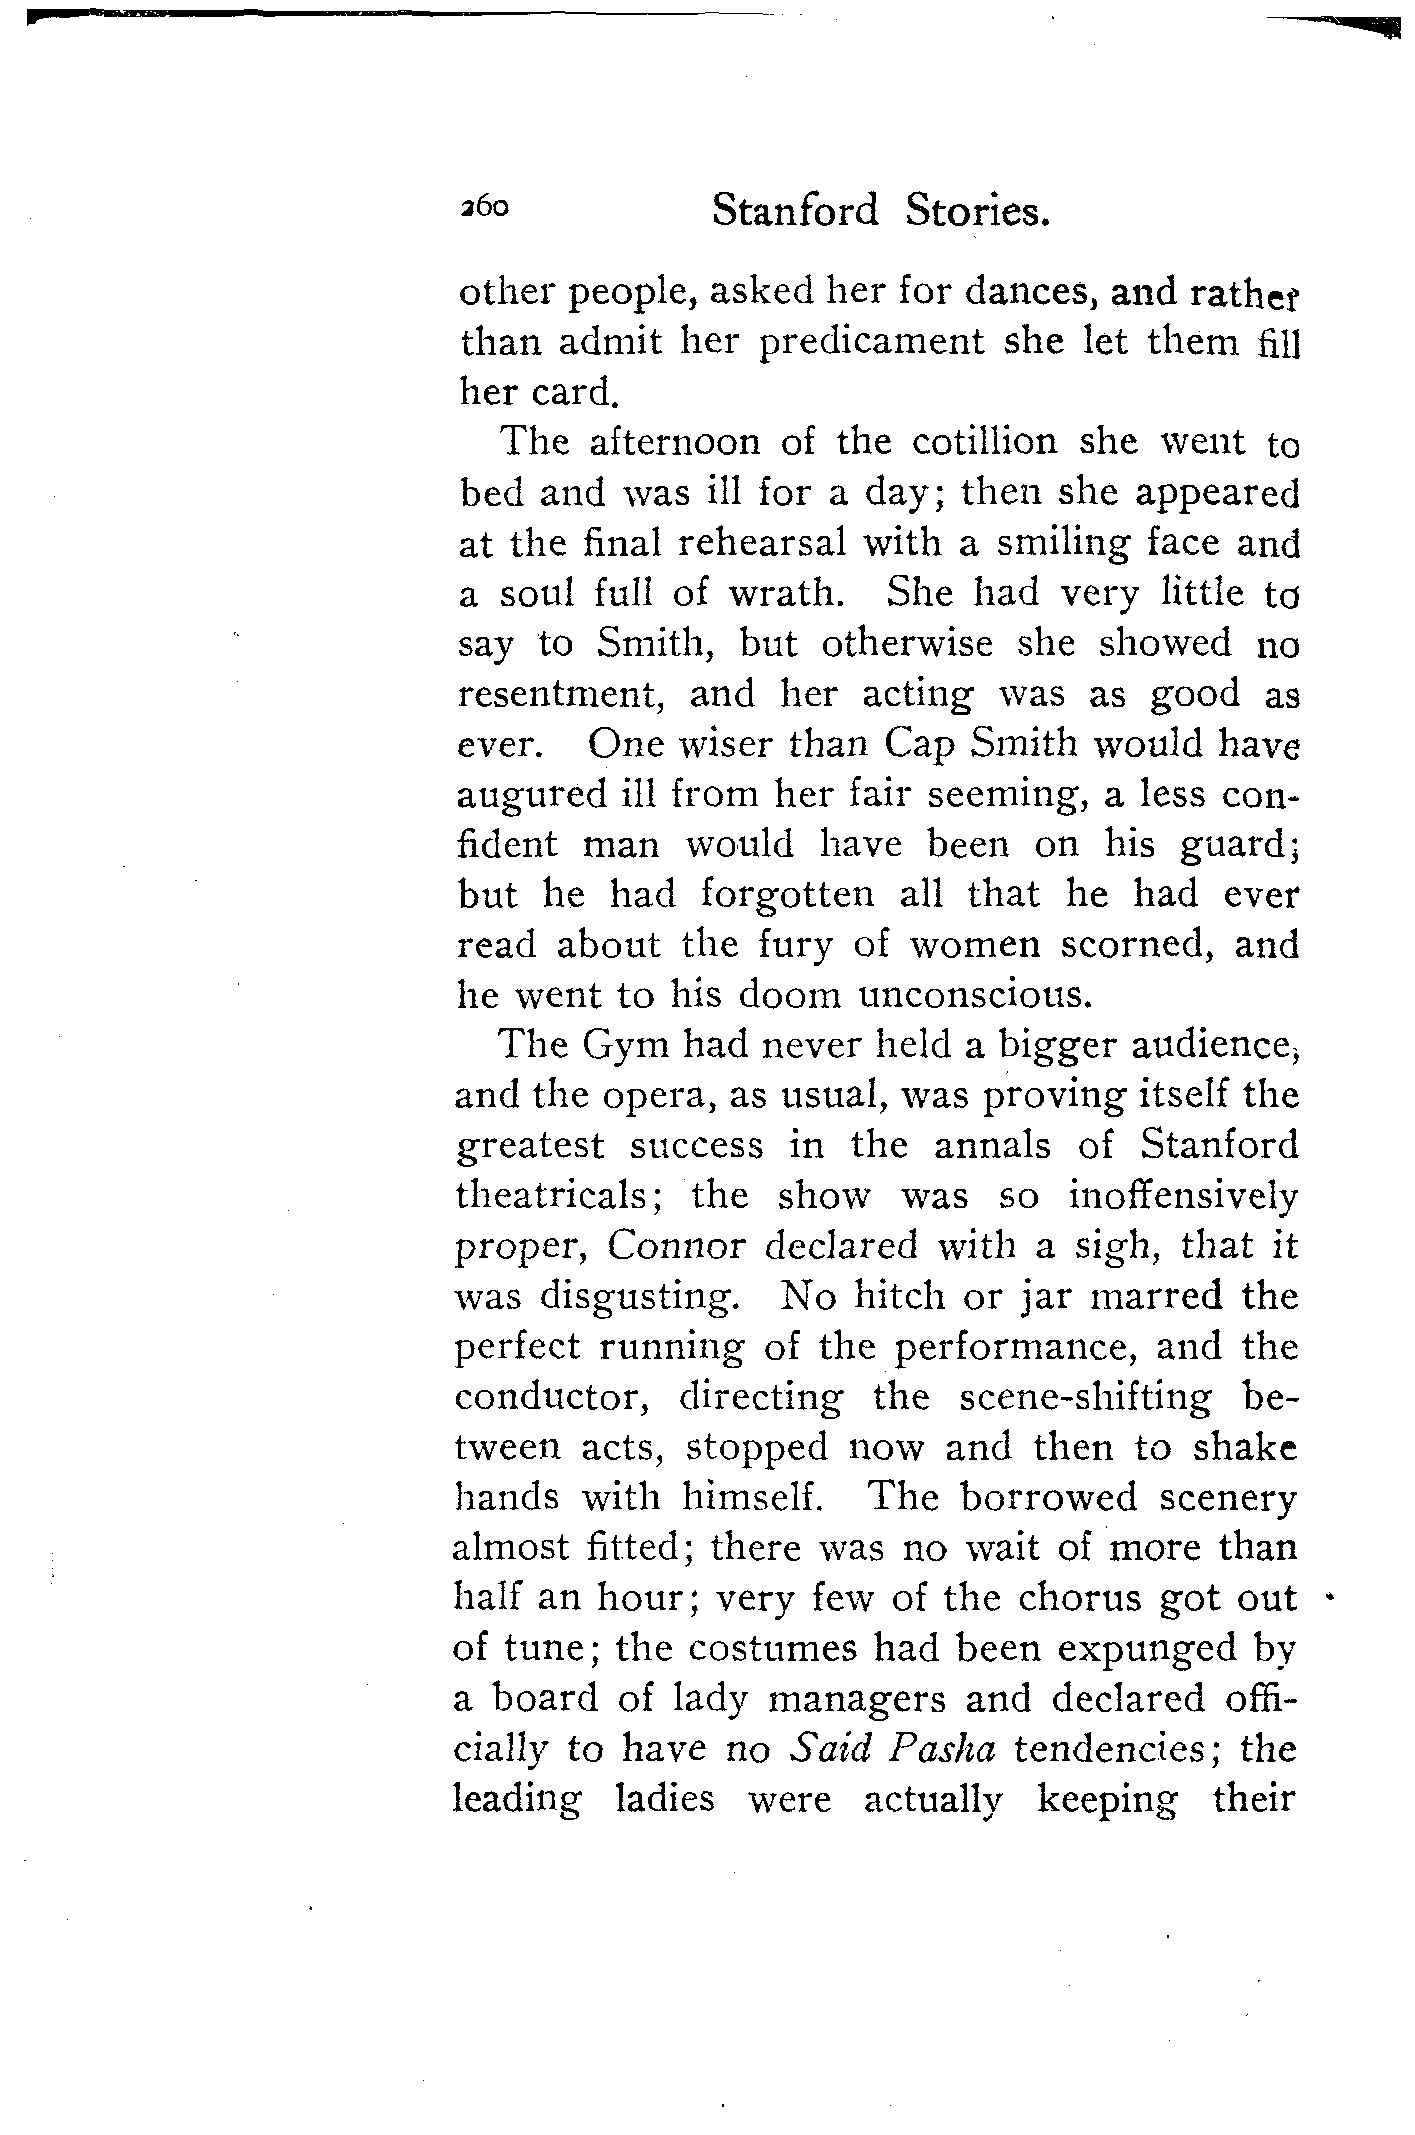 260 Stanford Stories.
other people, asked her for dances, and rather
than admit her predicament she let them fill
her card.
The afternoon of the cotillion she went to
bed and was ill for a day; then she appeared
at the final rehearsal with a smiling face and
a soul full of wrath. She had very little to
say to Smith, but otherwise she showed no
resentment, and her acting was as good as
ever. One wiser than Cap Smith would have
augured ill from her fair seeming, a less con-
fident man would have been on his guard;
but he had forgotten all that he had ever
read about the fury of women scorned, and
he went to his doom unconscious.
The Gym had never held a bigger audience,
and the opera, as usual, was proving itself the
greatest success in the annals of Stanford
theatricals; the show was so inoffensively
proper, Connor declared with a sigh, that it
was disgusting. No hitch or jar marred the
perfect running of the performance, and the
conductor, directing the scene-shifting be-
tween acts, stopped now and then to shake
hands with himself. The borrowed scenery
almost fitted; there was no wait of more than
half an hour; very few of the chorus got out
of tune; the costumes had been expunged by
a board of lady managers and declared offi-
cially to have no Said Pasha tendencies; the
leading ladies were actually keeping their